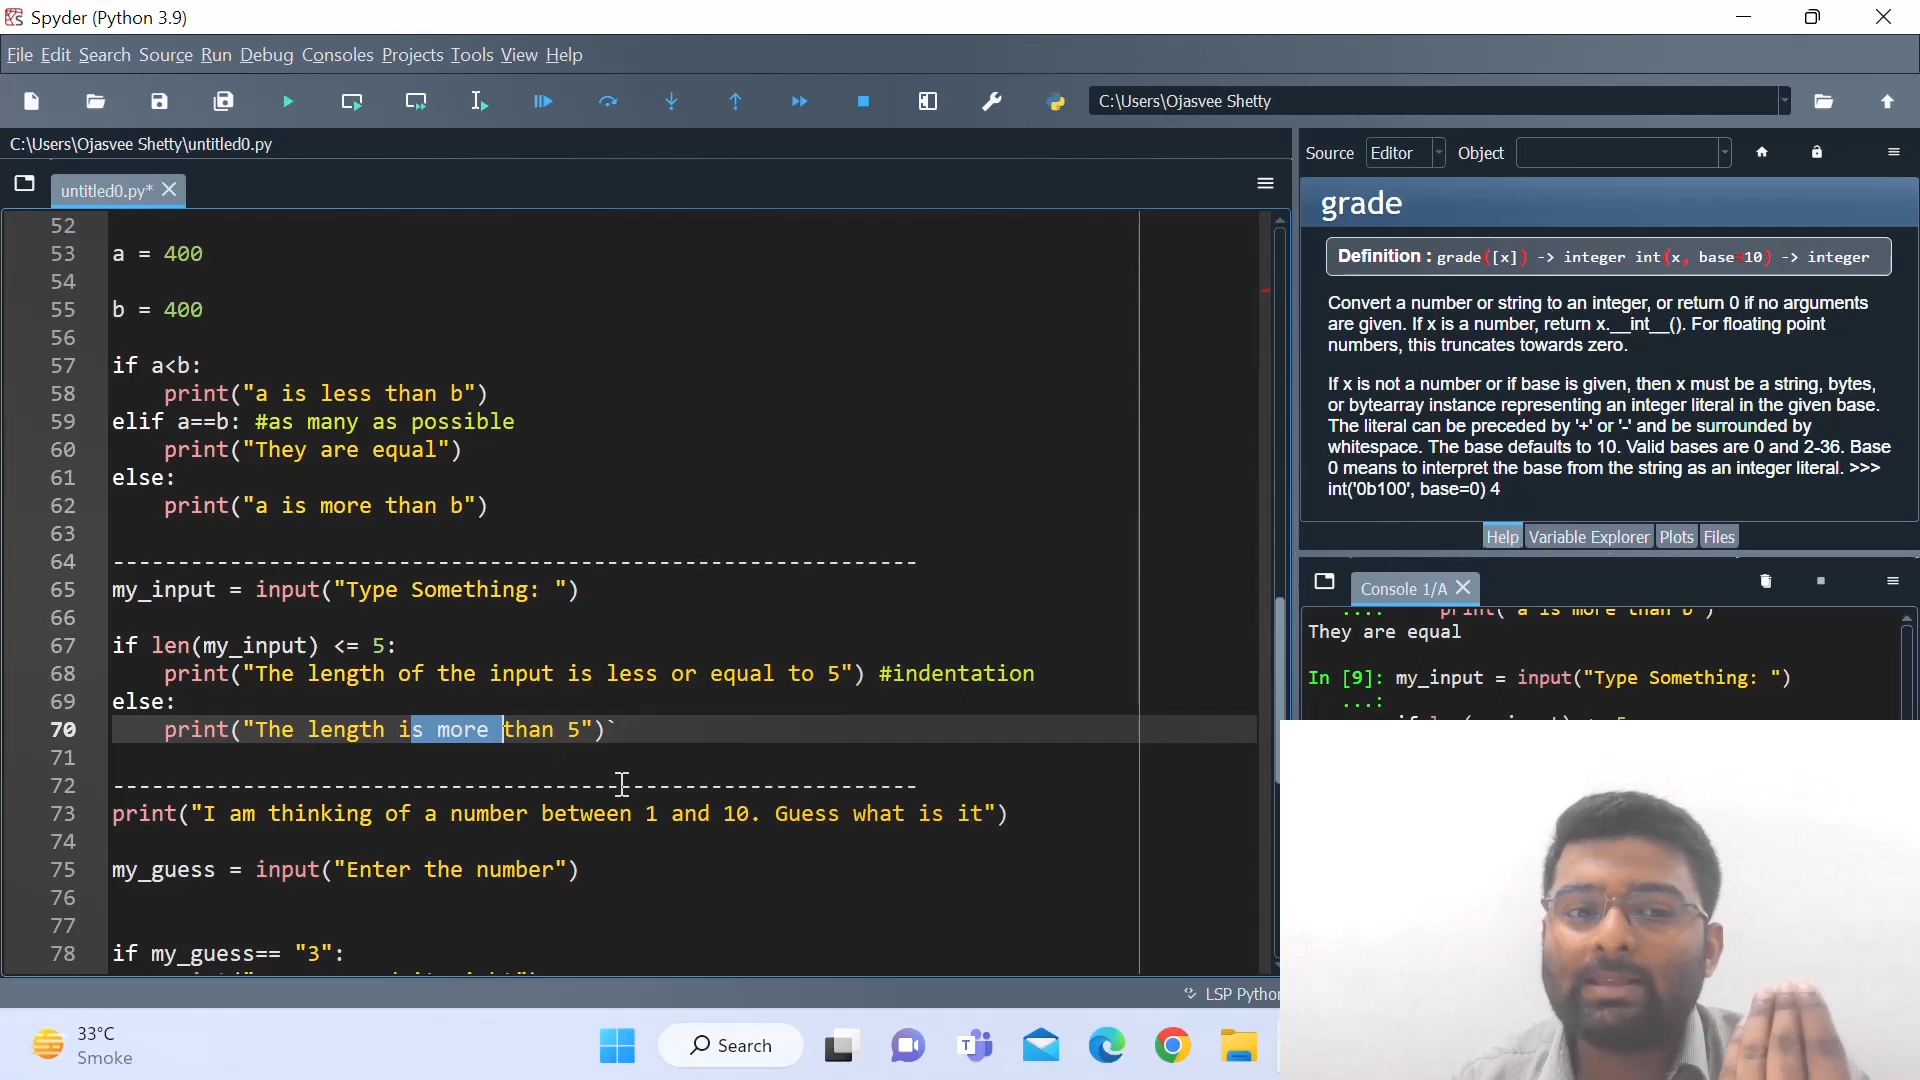 Spyder (Python 3.9)
File Edit Search Source Run Debug Consoles Projects Tools View Help
C:\Users\Ojasvee Shetty
C:\Users\Ojasvee Shetty\untitled0.py
untitled0.py*
52
53 a = 400
54
55 b = 400
56
57 if a<b:
58     print("a is less than b")
59 elif a==b: #as many as possible
60     print("They are equal")
61 else:
62     print("a is more than b")
63
64 --------------------------------------------------------------
65 my_input = input("Type Something: ")
66
67 if len(my_input) <= 5:
68     print("The length of the input is less or equal to 5") #indentation
69 else:
70     print("The length is more than 5")`
71
72 --------------------------------------------------------------
73 print("I am thinking of a number between 1 and 10. Guess what is it")
74
75 my_guess = input("Enter the number")
76
77
78 if my_guess== "3":
Source Editor Object
grade
Definition : grade([x]) -> integer int(x, base=10) -> integer
Convert a number or string to an integer, or return 0 if no arguments
are given. If x is a number, return x.__int__(). For floating point
numbers, this truncates towards zero.
If x is not a number or if base is given, then x must be a string, bytes,
or bytearray instance representing an integer literal in the given base.
The literal can be preceded by '+' or '-' and be surrounded by
whitespace. The base defaults to 10. Valid bases are 0 and 2-36. Base
0 means to interpret the base from the string as an integer literal. >>>
int('0b100', base=0) 4
Help Variable Explorer Plots Files
Console 1/A
...:     print("a is more than b")
They are equal
In [9]: my_input = input("Type Something: ")
...:
LSP Python
33°C
Smoke
Search